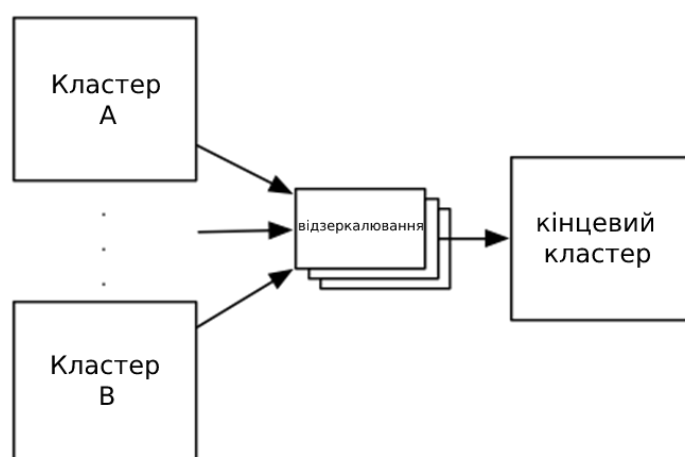 Кластер
А
відзеркалювання
кінцевий
кластер
Кластер
В